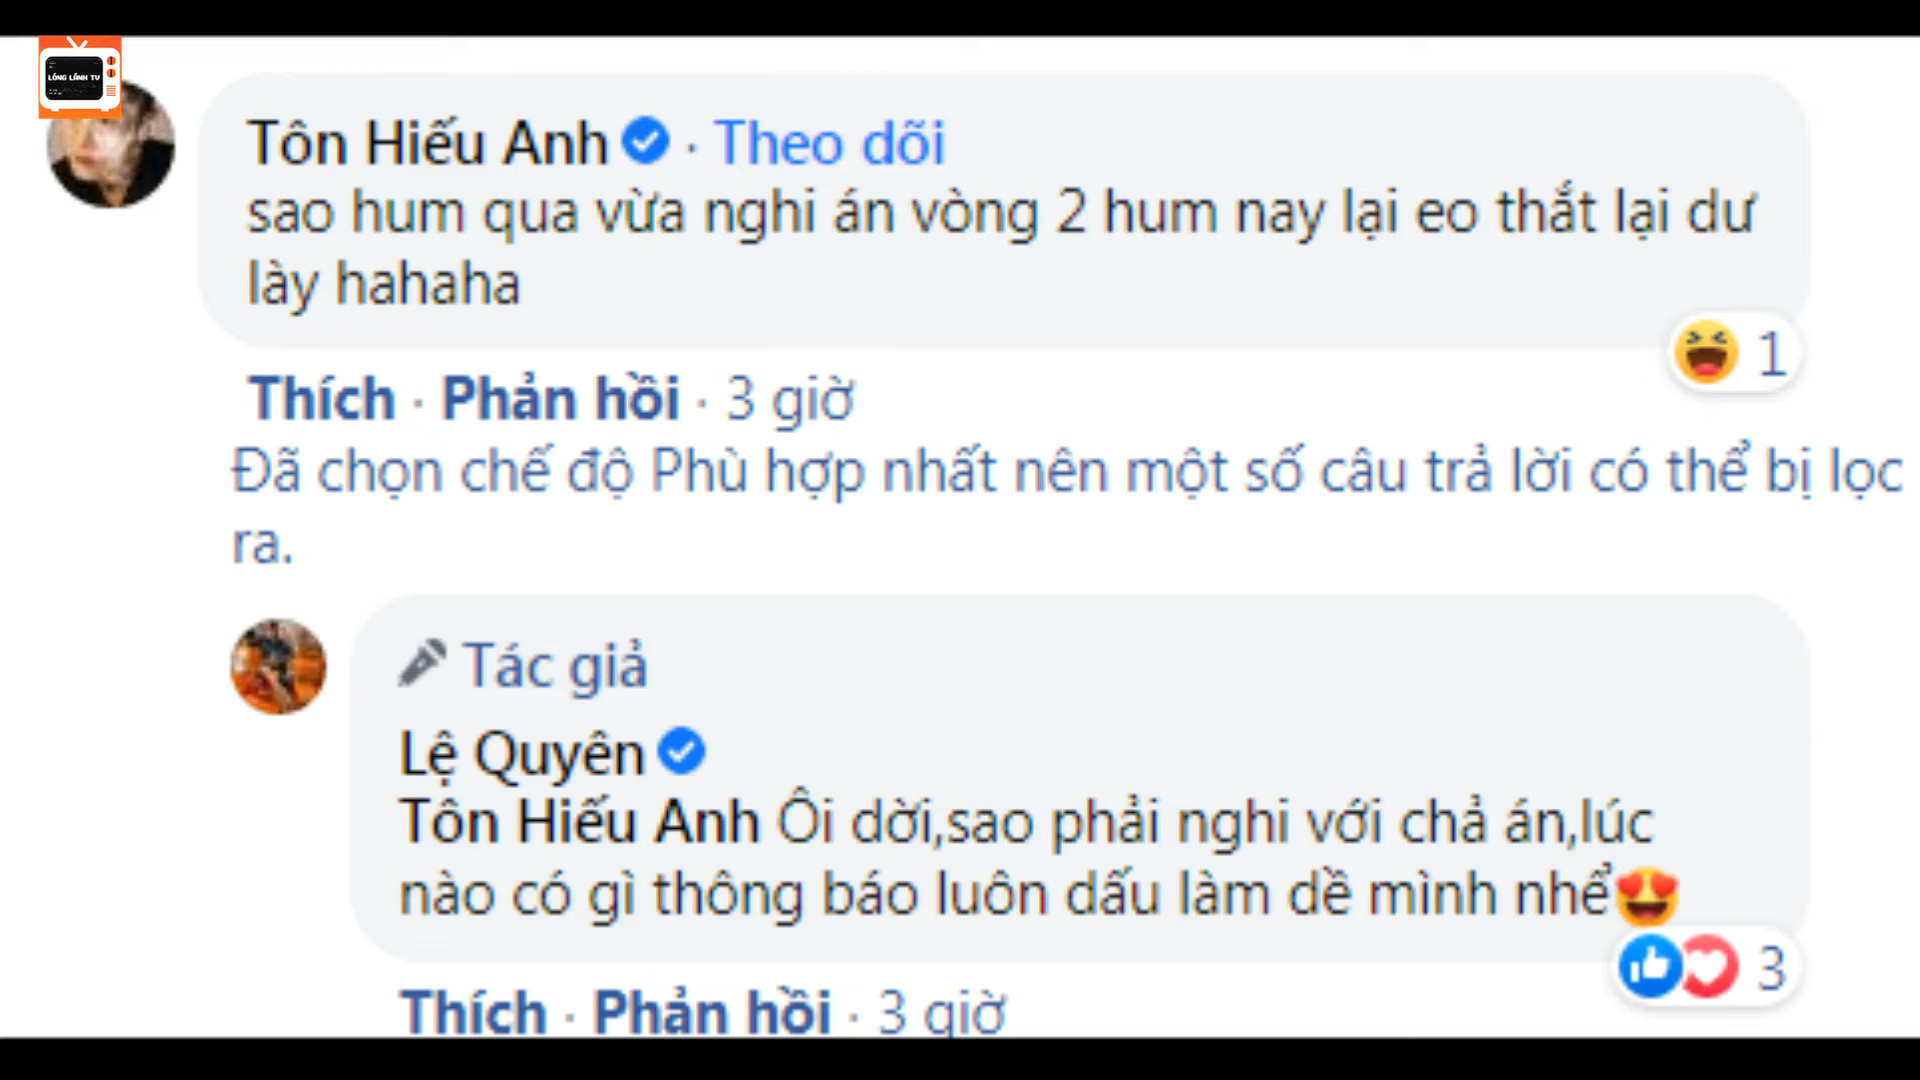 LÓNG LÁNH TV
Tôn Hiếu Anh · Theo dõi
sao hum qua vừa nghi án vòng 2 hum nay lại eo thắt lại dư
lày hahaha
1
Thích · Phản hồi · 3 giờ
Đã chọn chế độ Phù hợp nhất nên một số câu trả lời có thể bị lọc
ra.
Tác giả
Lệ Quyên
Tôn Hiếu Anh Ôi dời,sao phải nghi với chả án,lúc
nào có gì thông báo luôn dấu làm dề mình nhể
3
Thích · Phản hồi · 3 giờ